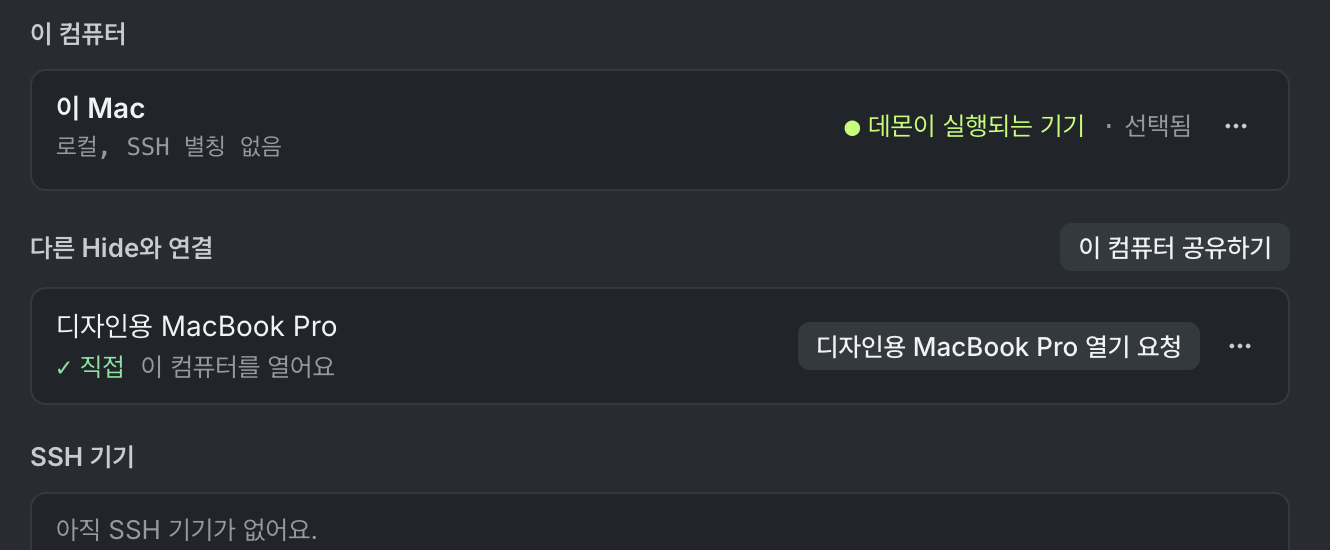 이 컴퓨터
이 Mac
로컬, SSH 별칭 없음
데몬이 실행되는 기기 · 선택됨
다른 Hide와 연결
이 컴퓨터 공유하기
디자인용 MacBook Pro
✓ 직접 이 컴퓨터를 열어요
디자인용 MacBook Pro 열기 요청
SSH 기기
아직 SSH 기기가 없어요.